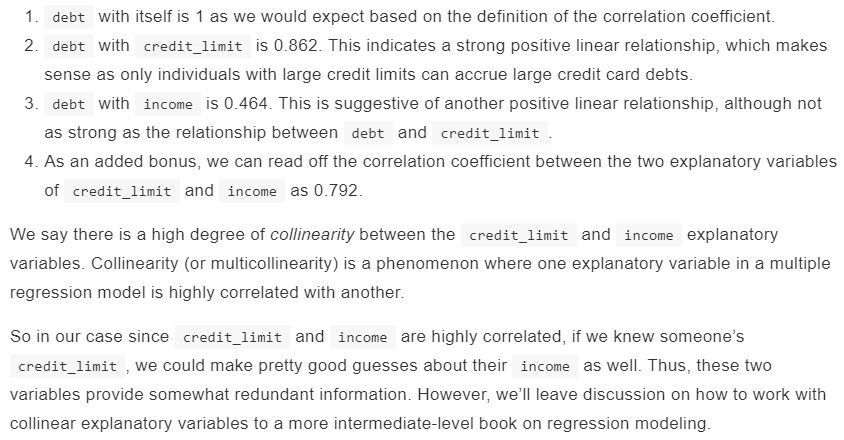 1. debt with itself is 1 as we would expect based on the definition of the correlation coefficient.
2. debt with credit_limit is 0.862. This indicates a strong positive linear relationship, which makes
sense as only individuals with large credit limits can accrue large credit card debts.
3. debt with income is 0.464. This is suggestive of another positive linear relationship, although not
as strong as the relationship between debt and credit_limit .
4. As an added bonus, we can read off the correlation coefficient between the two explanatory variables
of credit_limit and income as 0.792.
We say there is a high degree of collinearity between the credit_limit and income explanatory
variables. Collinearity (or multicollinearity) is a phenomenon where one explanatory variable in a multiple
regression model is highly correlated with another.
So in our case since credit_limit and income are highly correlated, if we knew someone’s
credit_limit , we could make pretty good guesses about their income as well. Thus, these two
variables provide somewhat redundant information. However, we’ll leave discussion on how to work with
collinear explanatory variables to a more intermediate-level book on regression modeling.